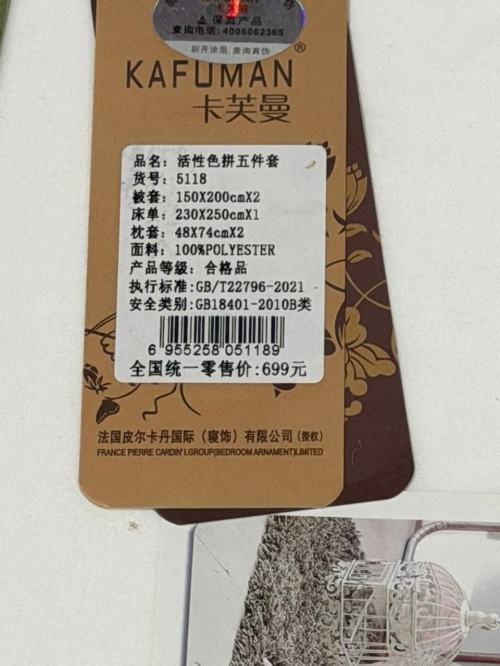 保真产品
查询电话:4006062365
刮开涂层 查询真伪
KAFUMAN®
卡芙曼
品名: 活性色拼五件套
货号: 5118
被套: 150X200cmX2
床单: 230X250cmX1
枕套: 48X74cmX2
面料: 100%POLYESTER
产品等级: 合格品
执行标准:GB/T22796-2021
安全类别:GB18401-2010B类
6 955258 051189
全国统一零售价:699元
法国皮尔卡丹国际（寝饰）有限公司（授权）
FRANCE PIERRE CARDIN' LGROUP(BEDROOM ARNAMENT)LIMITED